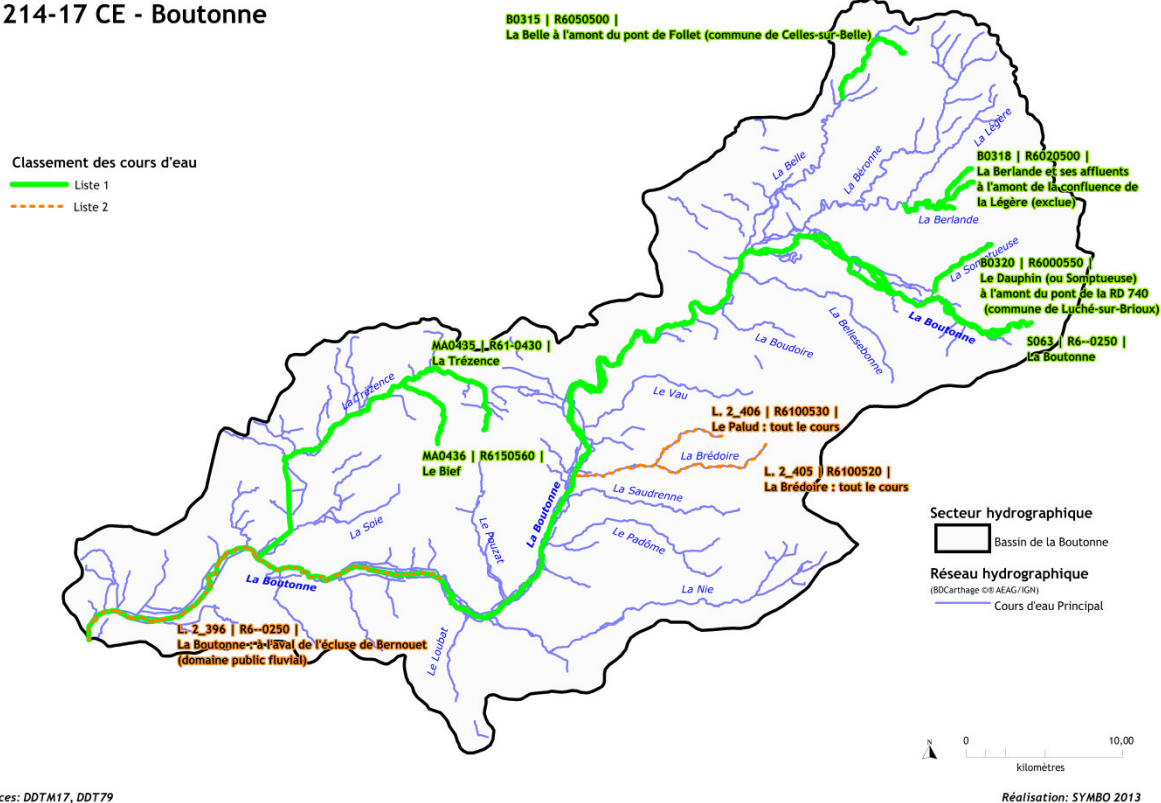 214-17 CE - Boutonne
B0315 | R6050500 |
La Belle à l'amont du pont de Follet (commune de Celles-sur-Belle)
Classement des cours d'eau
Liste 1
Liste 2
La Légère
La Belle
La Béronne
B0318 | R6020500 |
La Berlande et ses affluents
à l'amont de la confluence de
la Légère (exclue)
La Berlande
La Somptueuse
B0320 | R6000550 |
Le Dauphin (ou Somptueuse)
à l'amont du pont de la RD 740
(commune de Luché-sur-Brioux)
La Boutonne
S063 | R6--0250 |
La Boutonne
La Bellesebonne
La Boudoire
MA0435 | R61-0430 |
La Trézence
La Trézence
Le Vau
L. 2_406 | R6100530 |
Le Palud : tout le cours
La Brédoire
L. 2_405 | R6100520 |
La Brédoire : tout le cours
MA0436 | R6150560 |
Le Bief
La Saudrenne
La Boutonne
Le Pouzat
La Soie
Le Padôme
La Nie
La Boutonne
L. 2_396 | R6--0250 |
La Boutonne : à l'aval de l'écluse de Bernouet
(domaine public fluvial)
Le Loubat
Secteur hydrographique
Bassin de la Boutonne
Réseau hydrographique
(BDCarthage ©® AEAG/IGN)
Cours d'eau Principal
N
0 10,00
kilomètres
ces: DDTM17, DDT79
Réalisation: SYMBO 2013